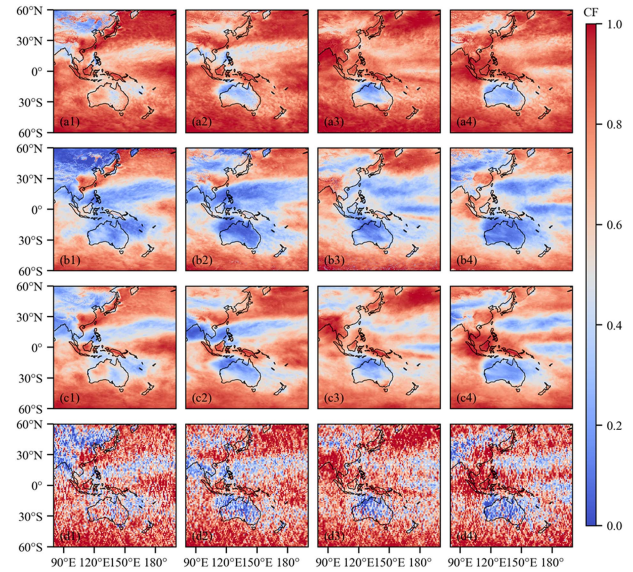 CF
60°N
30°N
0°
30°S
60°S
(a1) (a2) (a3) (a4)
60°N
30°N
0°
30°S
60°S
(b1) (b2) (b3) (b4)
60°N
30°N
0°
30°S
60°S
(c1) (c2) (c3) (c4)
60°N
30°N
0°
30°S
60°S
(d1) (d2) (d3) (d4)
90°E 120°E 150°E 180° 90°E 120°E 150°E 180° 90°E 120°E 150°E 180° 90°E 120°E 150°E 180°
1.0
0.8
0.6
0.4
0.2
0.0